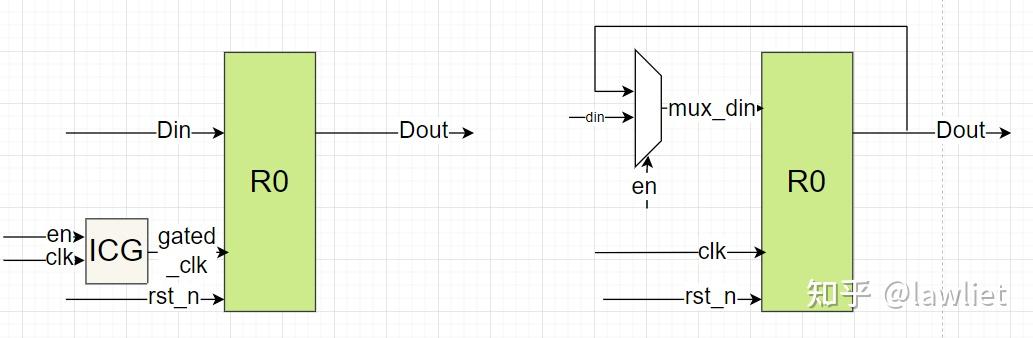 Din
Dout
R0
en
clk
ICG
gated
_clk
rst_n
din
mux_din
en
Dout
R0
clk
rst_n
知乎 @lawliet